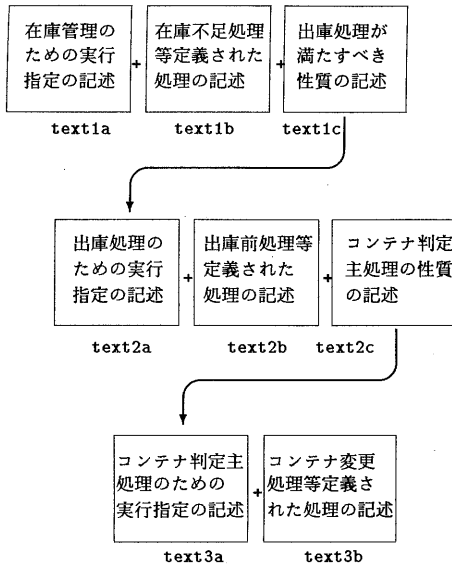 在庫管理の
ための実行
指定の記述
+
在庫不足処理
等定義された
処理の記述
+
出庫処理が
満たすべき
性質の記述
text1a
text1b
text1c
出庫処理の
ための実行
指定の記述
+
出庫前処理等
定義された
処理の記述
+
コンテナ判定
主処理の性質
の記述
text2a
text2b
text2c
コンテナ判定主
処理のための
実行指定の記述
+
コンテナ変更
処理等定義さ
れた処理の記述
text3a
text3b